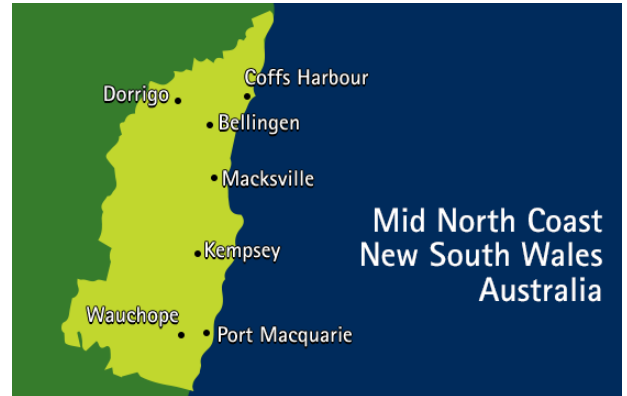 Coffs Harbour
Dorrigo
Bellingen
Macksville
Mid North Coast
New South Wales
Australia
Kempsey
Wauchope
Port Macquarie